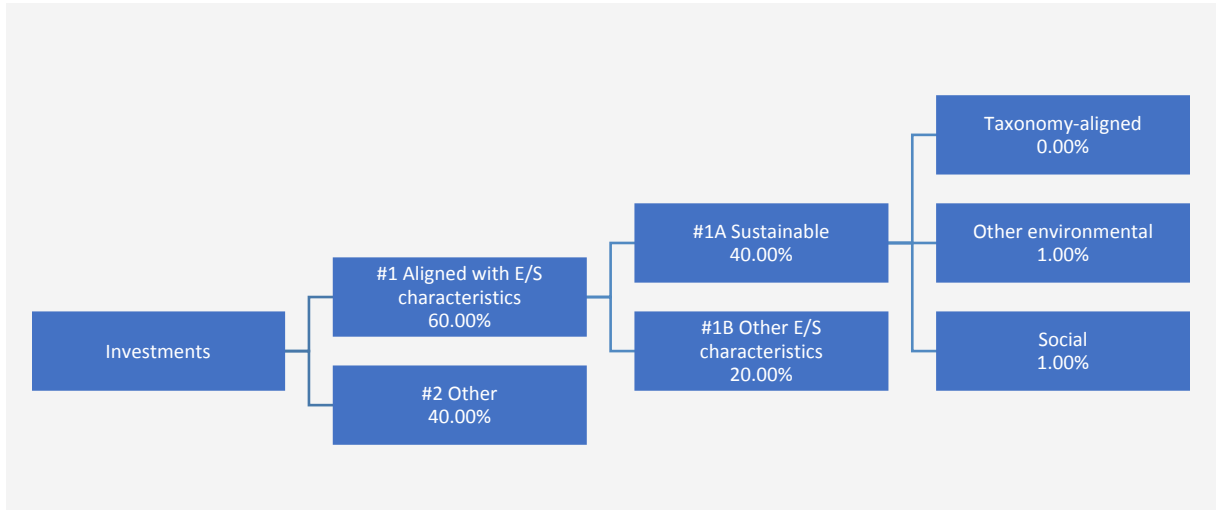 Investments
#1 Aligned with E/S
characteristics
60.00%
#2 Other
40.00%
#1A Sustainable
40.00%
#1B Other E/S
characteristics
20.00%
Taxonomy-aligned
0.00%
Other environmental
1.00%
Social
1.00%